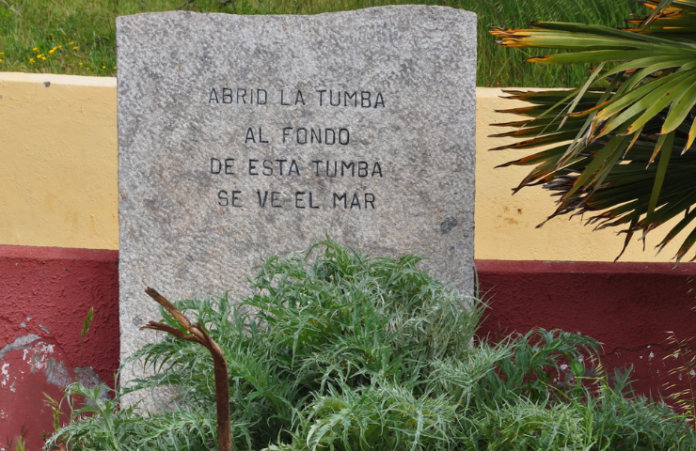 ABRID LA TUMBA
AL FONDO
DE ESTA TUMBA
SE VE EL MAR